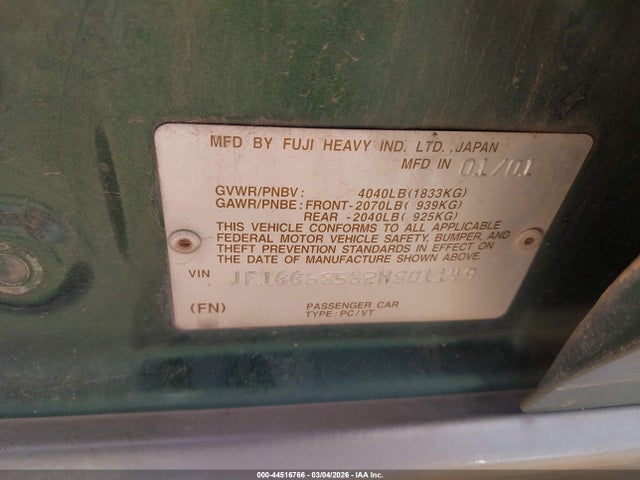 MFD BY FUJI HEAVY IND. LTD.,JAPAN
MFD IN 01/01
GVWR/PNBV: 4040LB(1833KG)
GAWR/PNBE: FRONT-2070LB( 939KG)
REAR -2040LB( 925KG)
THIS VEHICLE CONFORMS TO ALL APPLICABLE
FEDERAL MOTOR VEHICLE SAFETY, BUMPER, AND
THEFT PREVENTION STANDARDS IN EFFECT ON
THE DATE OF MANUFACTURE SHOWN ABOVE.
VIN
(FN)
PASSENGER CAR
TYPE: PC/VT
000-44516766 - 03/04/2026 - IAA Inc.